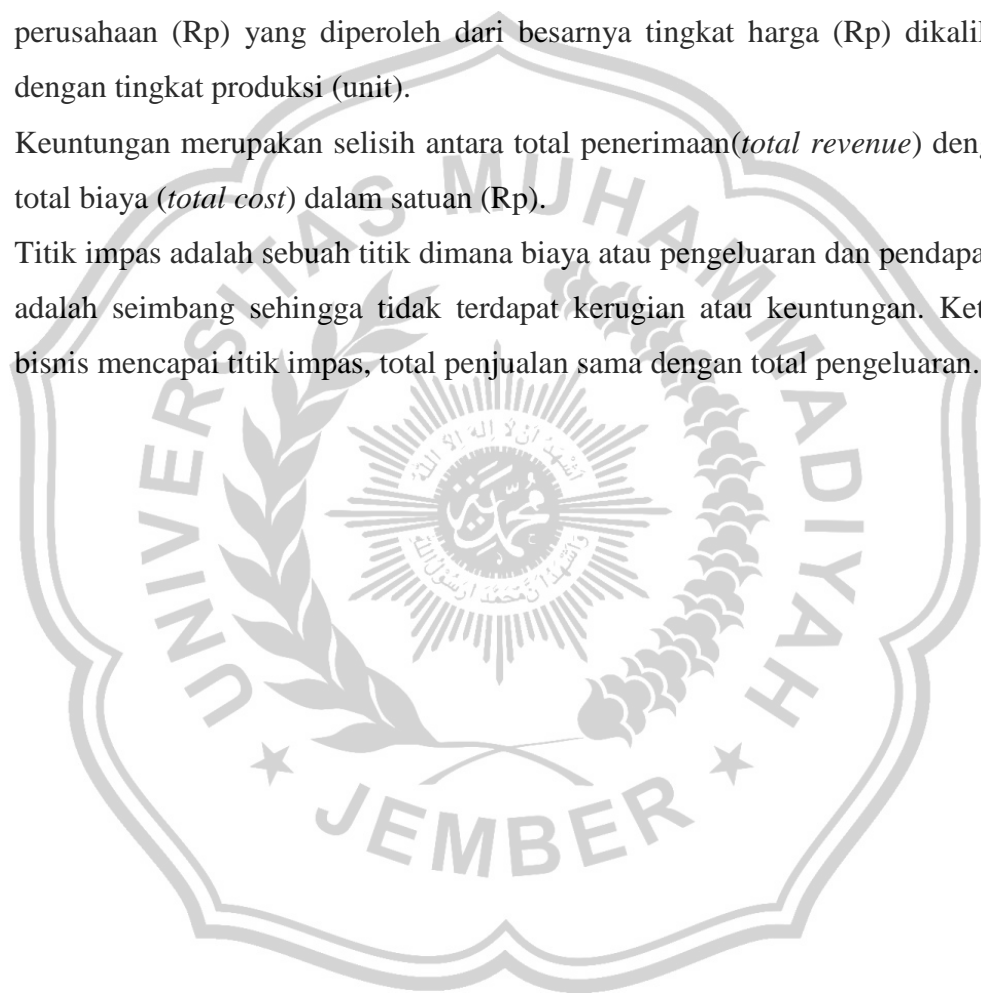 perusahaan (Rp) yang diperoleh dari besarnya tingkat harga (Rp) dikalik
dengan tingkat produksi (unit).
Keuntungan merupakan selisih antara total penerimaan(total revenue) deng
total biaya (total cost) dalam satuan (Rp).
Titik impas adalah sebuah titik dimana biaya atau pengeluaran dan pendapa
adalah seimbang sehingga tidak terdapat kerugian atau keuntungan. Ket
bisnis mencapai titik impas, total penjualan sama dengan total pengeluaran.
UNIVERSITAS MUHAMMADIYAH
JEMBER